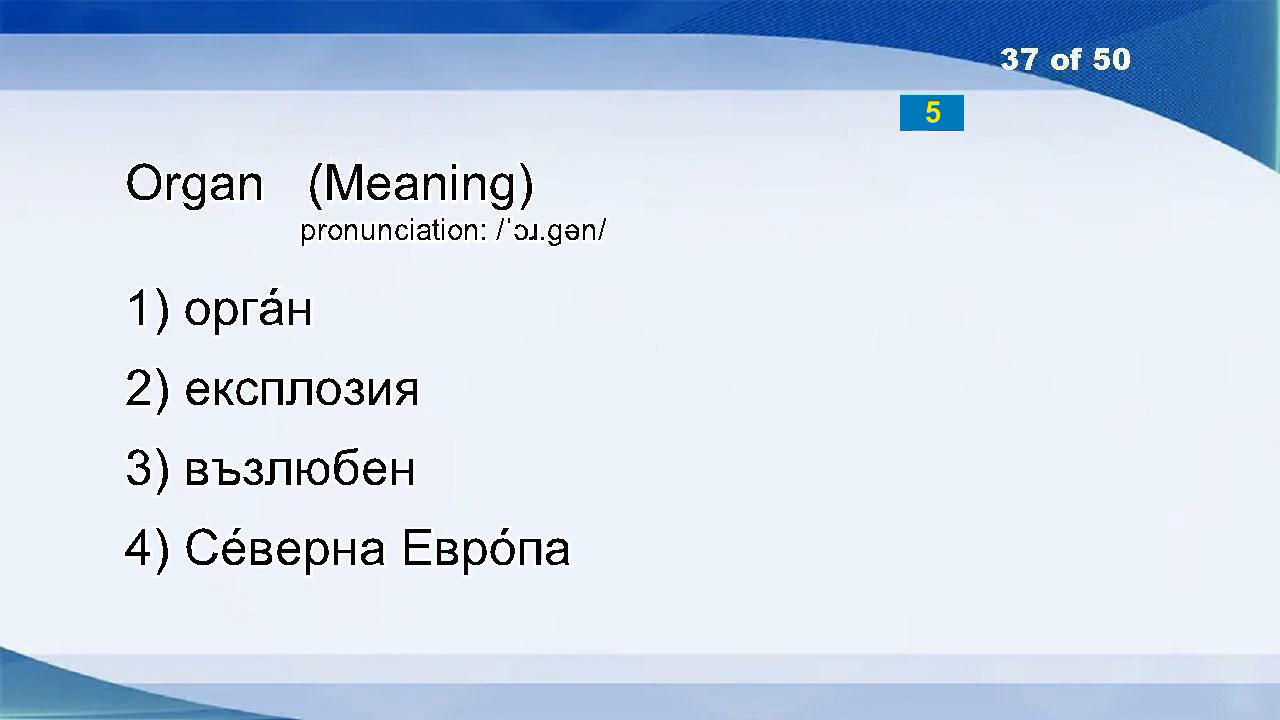 37 of 50
5
Organ (Meaning)
pronunciation: /ˈɔɹ.ɡən/
1) орга́н
2) експлозия
3) възлюбен
4) Се́верна Евро́па